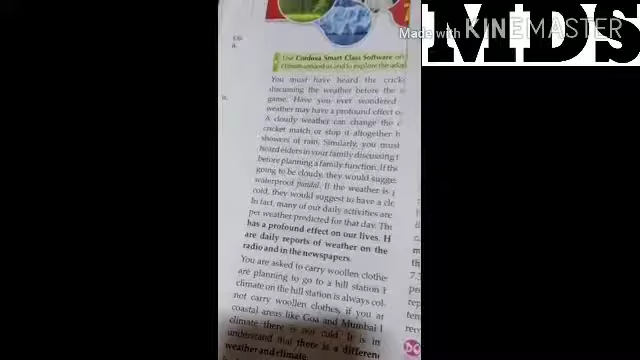 Made with KINEMASTER
MDS
Use Cordova Smart Class Software on
climate around us and to explore the adap
You must have heard the cricke
discussing the weather before the
game. Have you ever wondered
weather may have a profound effect o
A cloudy weather can change the c
cricket match or stop it altogether b
showers of rain. Similarly, you must
heard elders in your family discussing t
before planning a family function. If the
going to be cloudy, they would sugge
waterproof pandal. If the weather is
cold, they would suggest to have a clo
In fact, many of our daily activities are
per weather predicted for that day. Thu
has a profound effect on our lives. H
are daily reports of weather on the
radio and in the newspapers.
You are asked to carry woollen clothe
are planning to go to a hill station
climate on the hill station is always col
not carry woollen clothes, if you ar
coastal areas like Goa and Mumbai
climate there is not cold. It is im
understand that there is a differen
weather and climate.